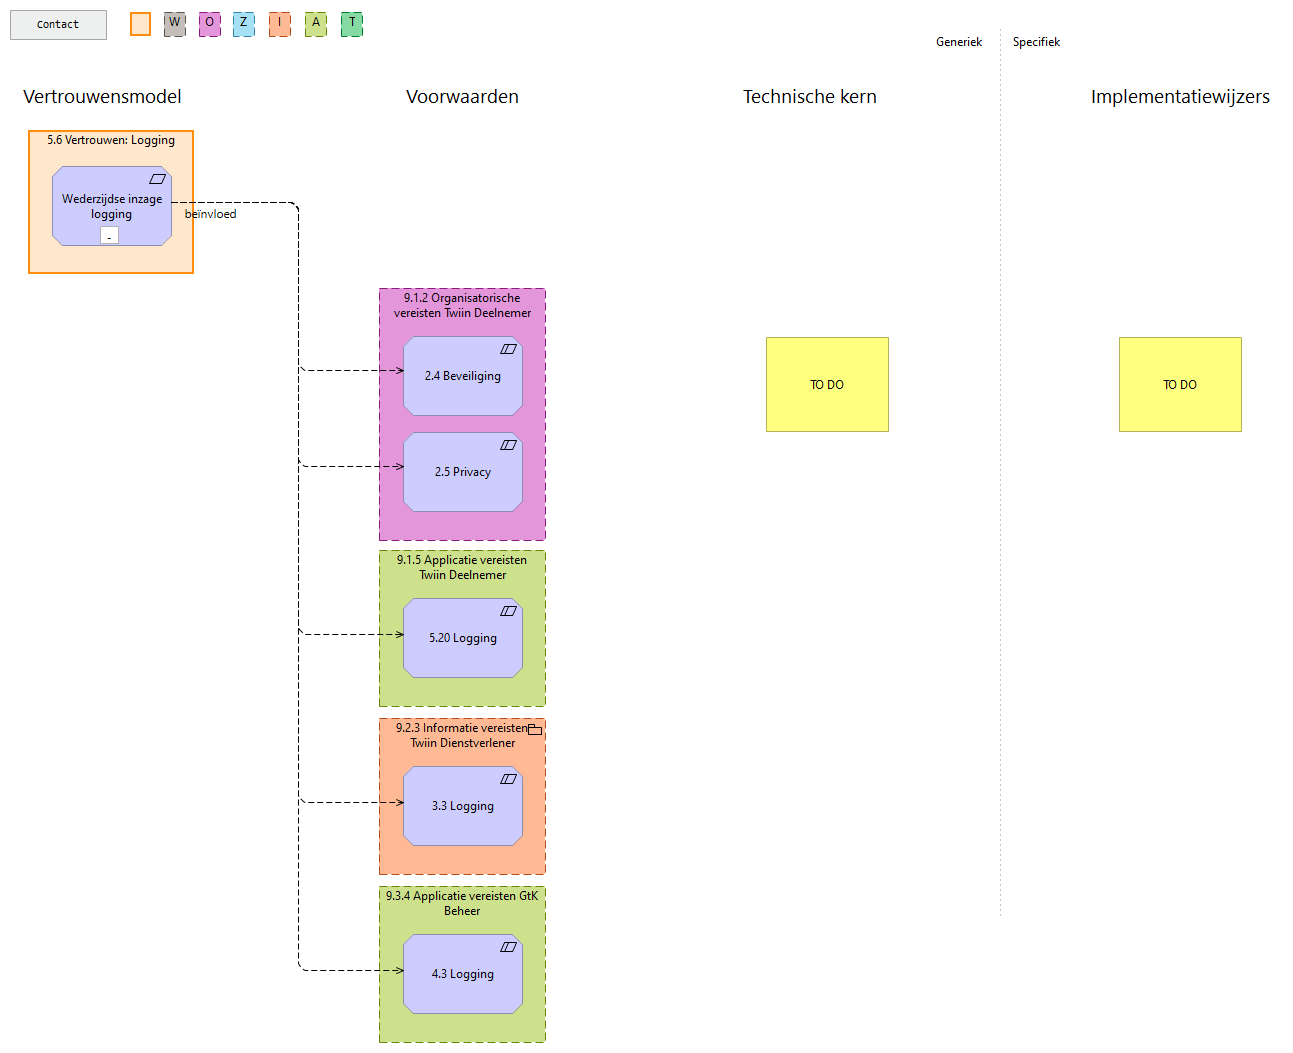 Contact
W O Z I A T
Generiek
Specifiek
Vertrouwensmodel
Voorwaarden
Technische kern
Implementatiewijzers
5.6 Vertrouwen: Logging
Wederzijdse inzage
logging
-
beïnvloed
9.1.2 Organisatorische
vereisten Twiin Deelnemer
2.4 Beveiliging
2.5 Privacy
TO DO
TO DO
9.1.5 Applicatie vereisten
Twiin Deelnemer
5.20 Logging
9.2.3 Informatie vereisten
Twiin Dienstverlener
3.3 Logging
9.3.4 Applicatie vereisten GtK
Beheer
4.3 Logging